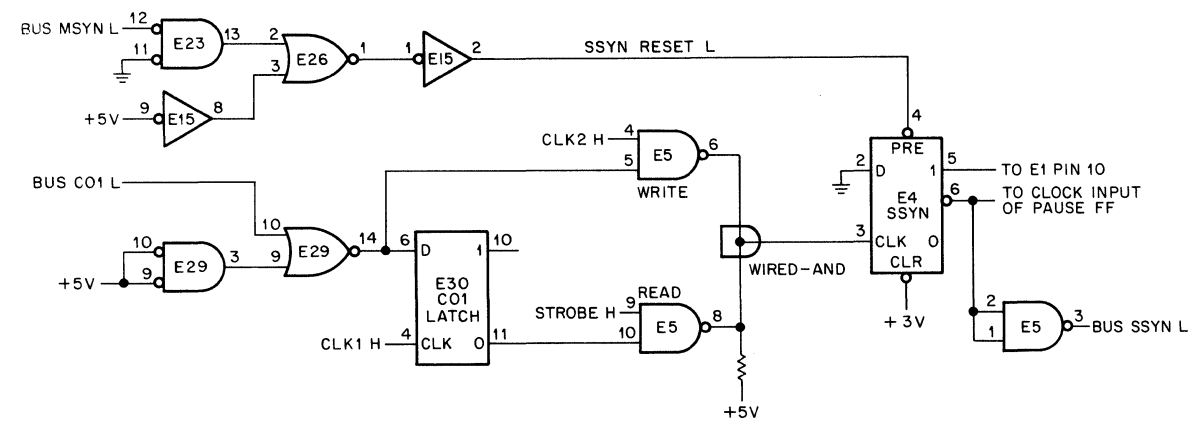 BUS MSYN L
12
11
E23
13
2
3
E26
1
1
E15
2
SSYN RESET L
4
+5V
9
E15
8
CLK2 H
4
5
E5
6
WRITE
PRE
2
D
1
5
TO E1 PIN 10
E4
SSYN
6
TO CLOCK INPUT
OF PAUSE FF
3
CLK
0
CLR
+3V
BUS CO1 L
10
9
E29
14
+5V
10
9
E29
3
6
D
1
10
E30
CO1
LATCH
CLK1 H
4
CLK
0
11
WIRED-AND
READ
STROBE H
9
10
E5
8
+5V
2
1
E5
3
BUS SSYN L